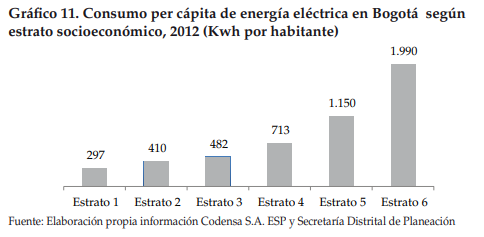 Gráfico 11. Consumo per cápita de energía eléctrica en Bogotá según
estrato socioeconómico, 2012 (Kwh por habitante)
1.990
1.150
713
482
410
297
Estrato 1 Estrato 2 Estrato 3 Estrato 4 Estrato 5 Estrato 6
Fuente: Elaboración propia información Codensa S.A. ESP y Secretaría Distrital de Planeación